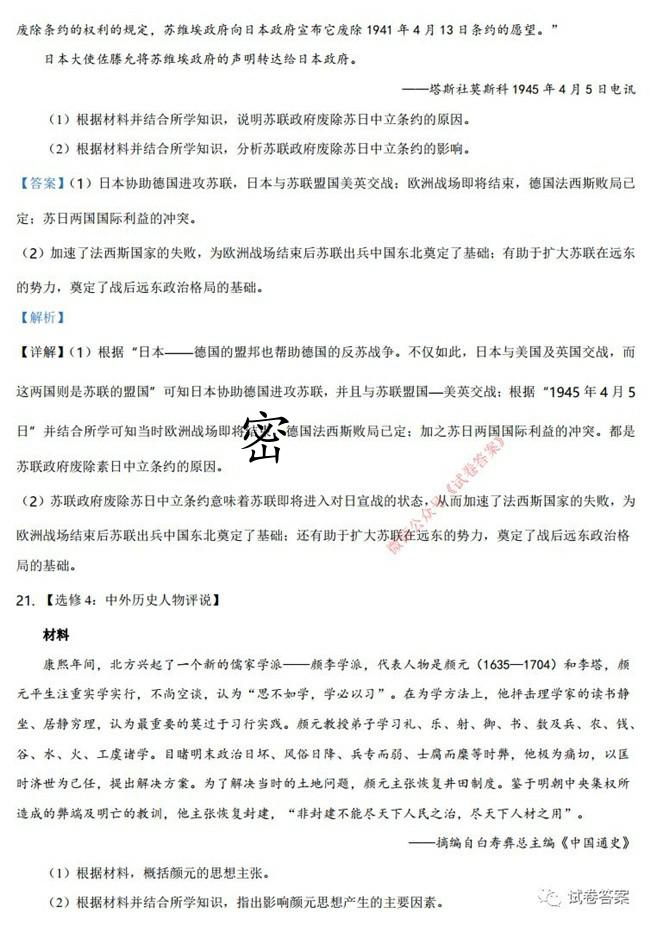 废除条约的权利的规定，苏维埃政府向日本政府宣布它废除 1941 年 4 月 13 日条约的愿望。”
日本大使佐藤允将苏维埃政府的声明转达给日本政府。
——塔斯社莫斯科 1945 年 4 月 5 日电讯
（1）根据材料并结合所学知识，说明苏联政府废除苏日中立条约的原因。
（2）根据材料并结合所学知识，分析苏联政府废除苏日中立条约的影响。
【答案】（1）日本协助德国进攻苏联，日本与苏联盟国美英交战；欧洲战场即将结束，德国法西斯败局已
定；苏日两国国际利益的冲突。
（2）加速了法西斯国家的失败，为欧洲战场结束后苏联出兵中国东北奠定了基础；有助于扩大苏联在远东
的势力，奠定了战后远东政治格局的基础。
【解析】
【详解】（1）根据“日本——德国的盟邦也帮助德国的反苏战争。不仅如此，日本与美国及英国交战，而
这两国则是苏联的盟国”可知日本协助德国进攻苏联，并且与苏联盟国—美英交战；根据“1945 年 4 月 5
日”并结合所学可知当时欧洲战场即将结束，德国法西斯败局已定；加之苏日两国国际利益的冲突。都是
密
苏联政府废除素日中立条约的原因。
（2）苏联政府废除苏日中立条约意味着苏联即将进入对日宣战的状态，从而加速了法西斯国家的失败，为
欧洲战场结束后苏联出兵中国东北奠定了基础；还有助于扩大苏联在远东的势力，奠定了战后远东政治格
局的基础。
微信公众号《试卷答案》
21. 【选修 4：中外历史人物评说】
材料
康熙年间，北方兴起了一个新的儒家学派——颜李学派，代表人物是颜元（1635—1704）和李塨，颜
元平生注重实学实行，不尚空谈，认为“思不如学，学必以习”。在为学方法上，他抨击理学家的读书静
坐、居静穷理，认为最重要的莫过于习行实践。颜元教授弟子学习礼、乐、射、御、书、数及兵、农、钱、
谷、水、火、工虞诸学。目睹明末政治日坏、风俗日降、兵专而弱、士腐而靡等时弊，他极为痛切，以匡
时济世为己任，提出解决方案。为了解决当时的土地问题，颜元主张恢复井田制度。鉴于明朝中央集权所
造成的弊端及明亡的教训，他主张恢复封建，“非封建不能尽天下人民之治，尽天下人材之用”。
——摘编自白寿彝总主编《中国通史》
（1）根据材料，概括颜元的思想主张。
（2）根据材料并结合所学知识，指出影响颜元思想产生的主要因素。
试卷答案